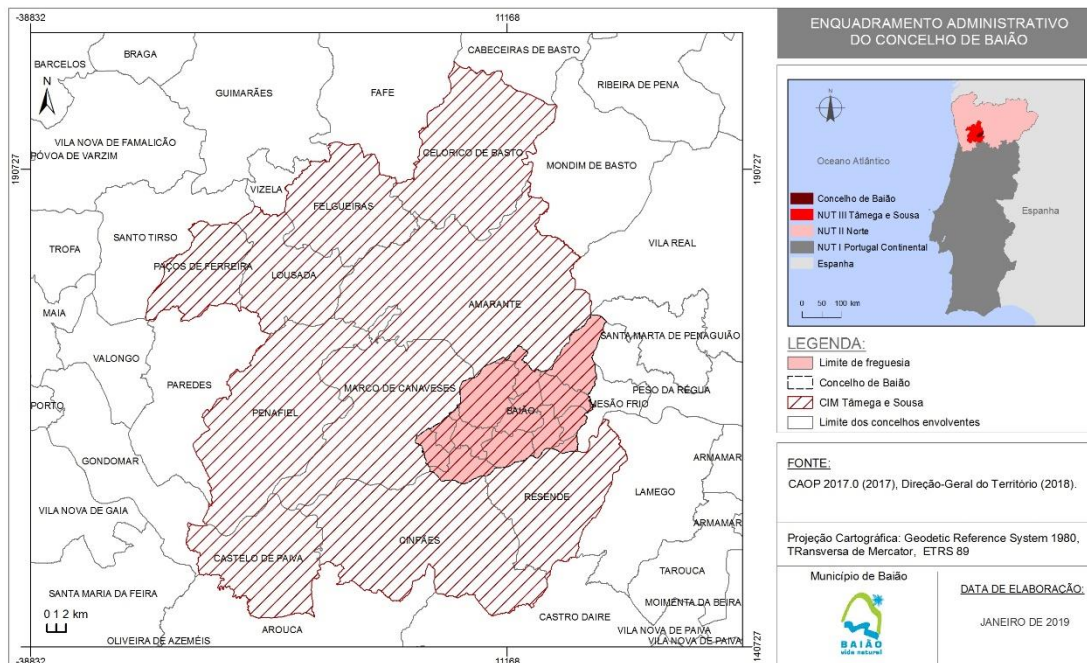 -38832
11168
CABECEIRAS DE BASTO
BRAGA
BARCELOS
N
GUIMARÃES
FAFE
RIBEIRA DE PENA
VILA NOVA DE FAMALICÃO
PÓVOA DE VARZIM
CELORICO DE BASTO
MONDIM DE BASTO
190727
190727
VIZELA
FELGUEIRAS
SANTO TIRSO
TROFA
VILA REAL
PAÇOS DE FERREIRA
LOUSADA
AMARANTE
MAIA
SANTA MARTA DE PENAGUIÃO
VALONGO
PAREDES
MARCO DE CANAVESES
PESO DA RÉGUA
MESÃO FRIO
PORTO
PENAFIEL
BAIÃO
GONDOMAR
ARMAMAR
RESENDE
LAMEGO
VILA NOVA DE GAIA
ARMAMAR
CINFÃES
CASTELO DE PAIVA
TAROUCA
SANTA MARIA DA FEIRA
MOIMENTA DA BEIRA
0 1 2 km
CASTRO DAIRE
AROUCA
VILA NOVA DE PAIVA
OLIVEIRA DE AZEMÉIS
VILA NOVA DE PAIVA
140727
-38832
11168
ENQUADRAMENTO ADMINISTRATIVO
DO CONCELHO DE BAIÃO
N
Oceano Atlântico
Espanha
Concelho de Baião
NUT III Tâmega e Sousa
NUT II Norte
NUT I Portugal Continental
Espanha
0 50 100 km
LEGENDA:
Limite de freguesia
Concelho de Baião
CIM Tâmega e Sousa
Limite dos concelhos envolventes
FONTE:
CAOP 2017.0 (2017), Direção-Geral do Território (2018).
Projeção Cartográfica: Geodetic Reference System 1980,
TRansversa de Mercator, ETRS 89
Município de Baião
BAIÃO
vida natural
DATA DE ELABORAÇÃO:
JANEIRO DE 2019